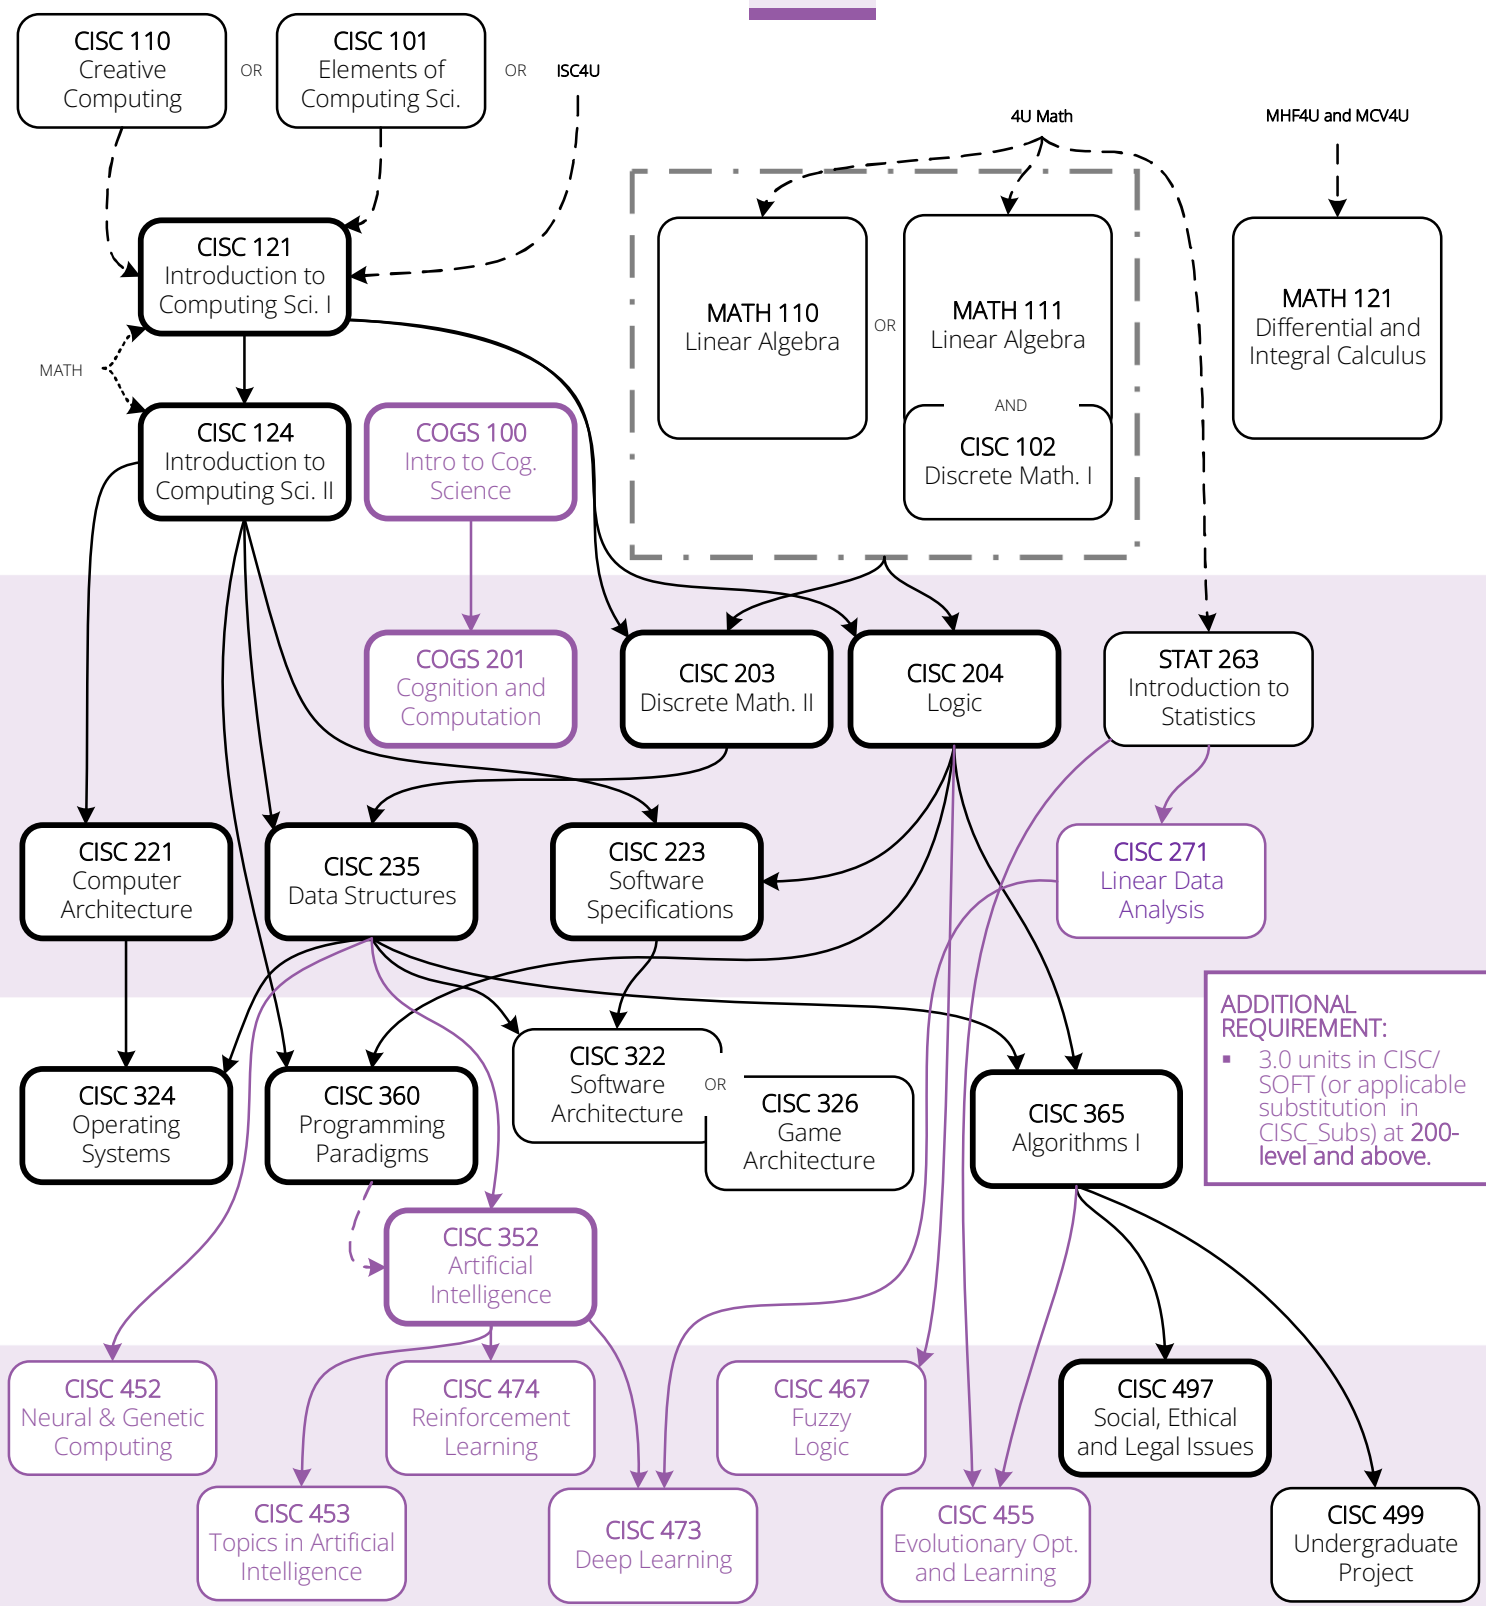 CISC 110
Creative
Computing
OR
CISC 101
Elements of
Computing Sci.
OR
ISC4U
4U Math
MHF4U and MCV4U
CISC 121
Introduction to
Computing Sci. I
MATH 110
Linear Algebra
OR
MATH 111
Linear Algebra
AND
CISC 102
Discrete Math. I
MATH 121
Differential and
Integral Calculus
MATH
CISC 124
Introduction to
Computing Sci. II
COGS 100
Intro to Cog.
Science
COGS 201
Cognition and
Computation
CISC 203
Discrete Math. II
CISC 204
Logic
STAT 263
Introduction to
Statistics
CISC 221
Computer
Architecture
CISC 235
Data Structures
CISC 223
Software
Specifications
CISC 271
Linear Data
Analysis
ADDITIONAL
REQUIREMENT:
▪ 3.0 units in CISC/
SOFT (or applicable
substitution in
CISC_Subs) at 200-
level and above.
CISC 324
Operating
Systems
CISC 360
Programming
Paradigms
CISC 322
Software
Architecture
OR
CISC 326
Game
Architecture
CISC 365
Algorithms I
CISC 352
Artificial
Intelligence
CISC 452
Neural & Genetic
Computing
CISC 474
Reinforcement
Learning
CISC 467
Fuzzy
Logic
CISC 497
Social, Ethical
and Legal Issues
CISC 453
Topics in Artificial
Intelligence
CISC 473
Deep Learning
CISC 455
Evolutionary Opt.
and Learning
CISC 499
Undergraduate
Project